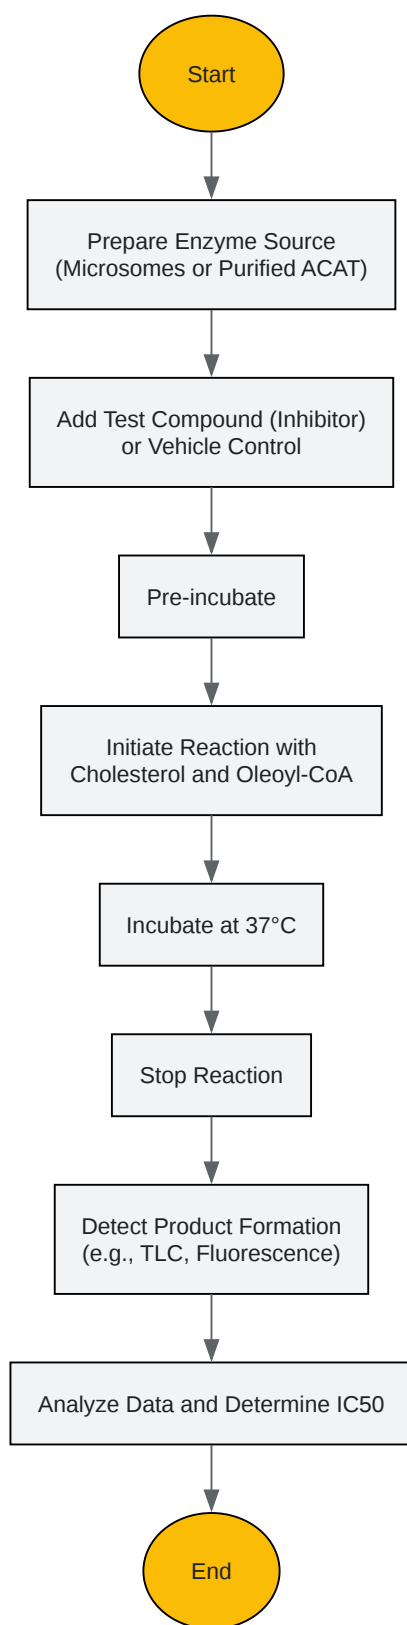 Start
Prepare Enzyme Source
(Microsomes or Purified ACAT)
Add Test Compound (Inhibitor)
or Vehicle Control
Pre-incubate
Initiate Reaction with
Cholesterol and Oleoyl-CoA
Incubate at 37°C
Stop Reaction
Detect Product Formation
(e.g., TLC, Fluorescence)
Analyze Data and Determine IC50
End